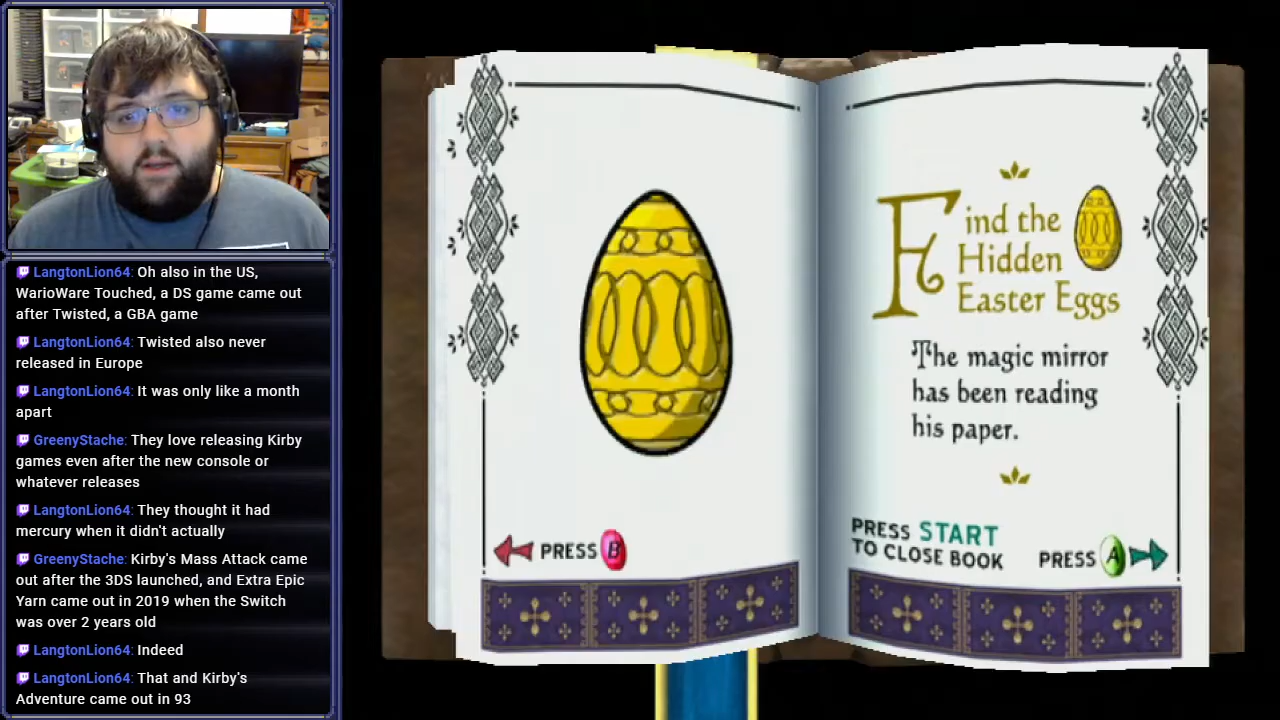 LangtonLion64: Oh also in the US,
WarioWare Touched, a DS game came out
after Twisted, a GBA game
LangtonLion64: Twisted also never
released in Europe
LangtonLion64: It was only like a month
apart
GreenyStache: They love releasing Kirby
games even after the new console or
whatever releases
LangtonLion64: They thought it had
mercury when it didn't actually
GreenyStache: Kirby's Mass Attack came
out after the 3DS launched, and Extra Epic
Yarn came out in 2019 when the Switch
was over 2 years old
LangtonLion64: Indeed
LangtonLion64: That and Kirby's
Adventure came out in 93
PRESS B
Find the
Hidden
Easter Eggs
The magic mirror
has been reading
his paper.
PRESS START
TO CLOSE BOOK
PRESS A